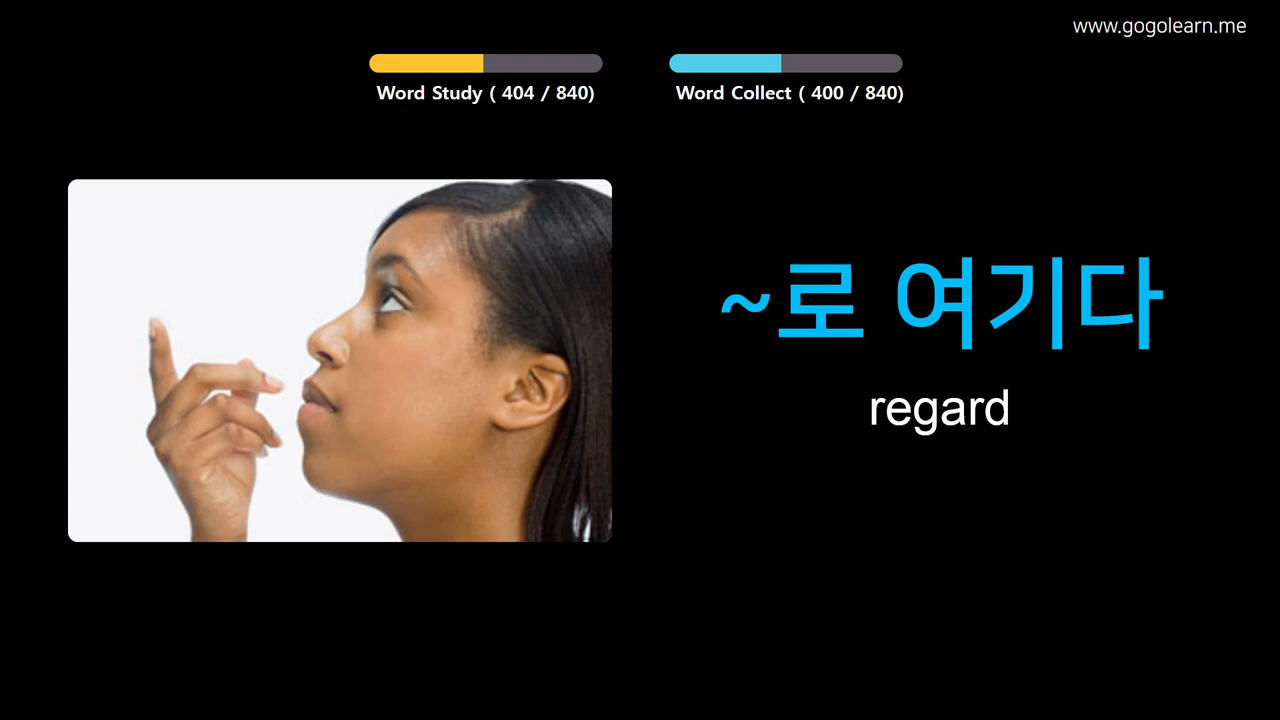 www.gogolearn.me
Word Study ( 404 / 840)
Word Collect ( 400 / 840)
~로 여기다
regard